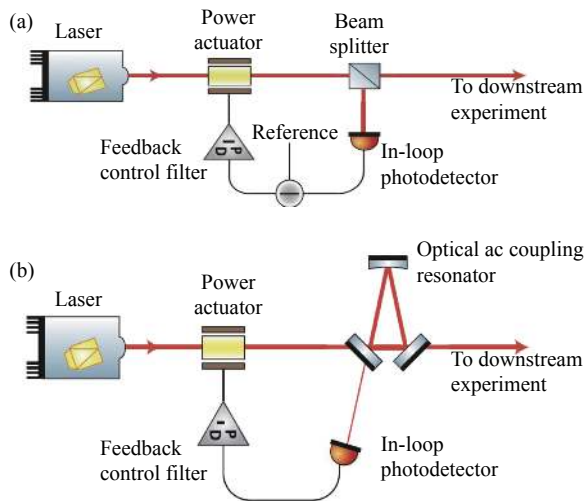 (a)
Laser
Power
actuator
Beam
splitter
To downstream
experiment
Reference
Feedback
control filter
P
I
D
In-loop
photodetector
(b)
Optical ac coupling
resonator
Laser
Power
actuator
To downstream
experiment
Feedback
control filter
P
I
D
In-loop
photodetector